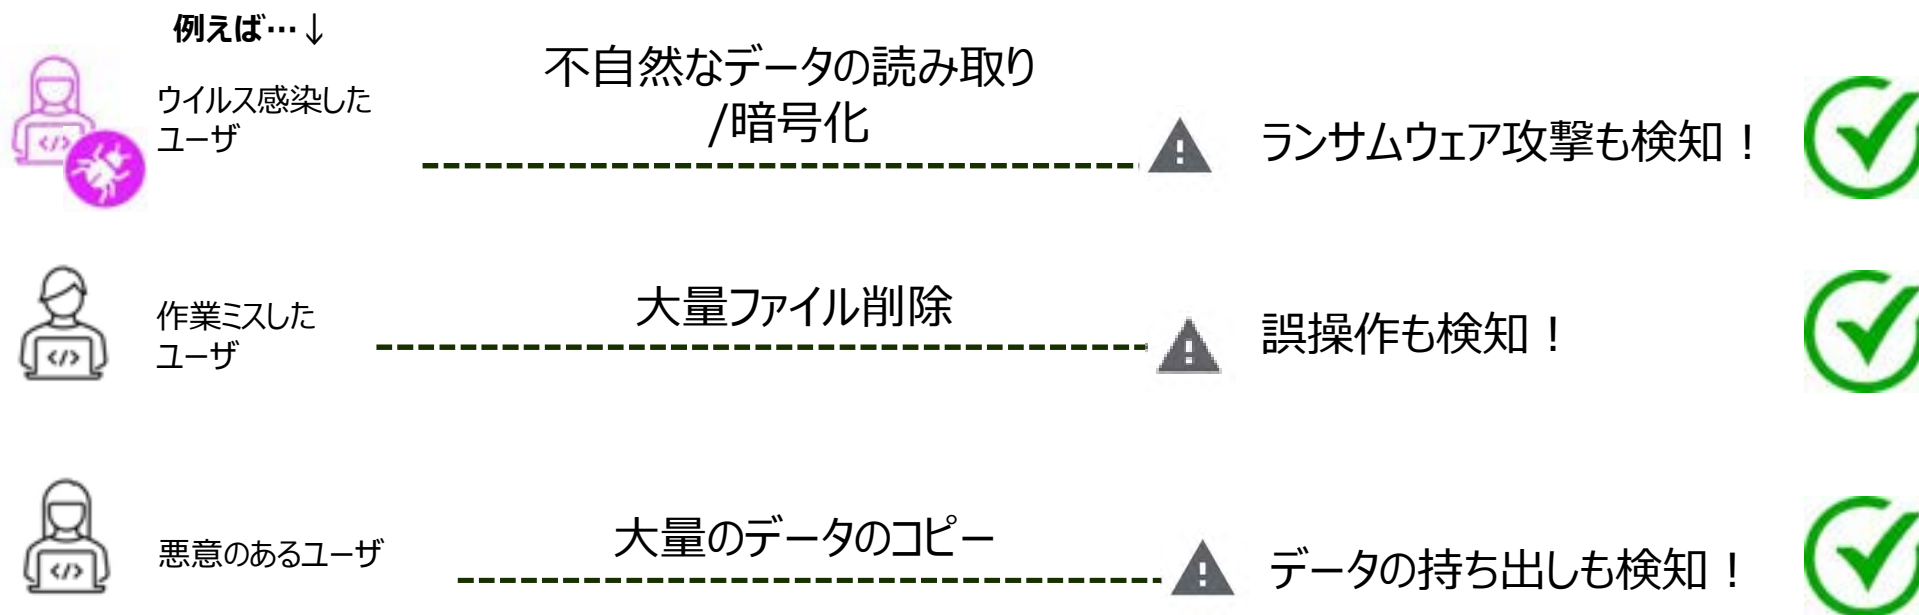 例えば…↓
ウイルス感染した
ユーザ
不自然なデータの読み取り
/暗号化
ランサムウェア攻撃も検知！
作業ミスした
ユーザ
大量ファイル削除
誤操作も検知！
悪意のあるユーザ
大量のデータのコピー
データの持ち出しも検知！